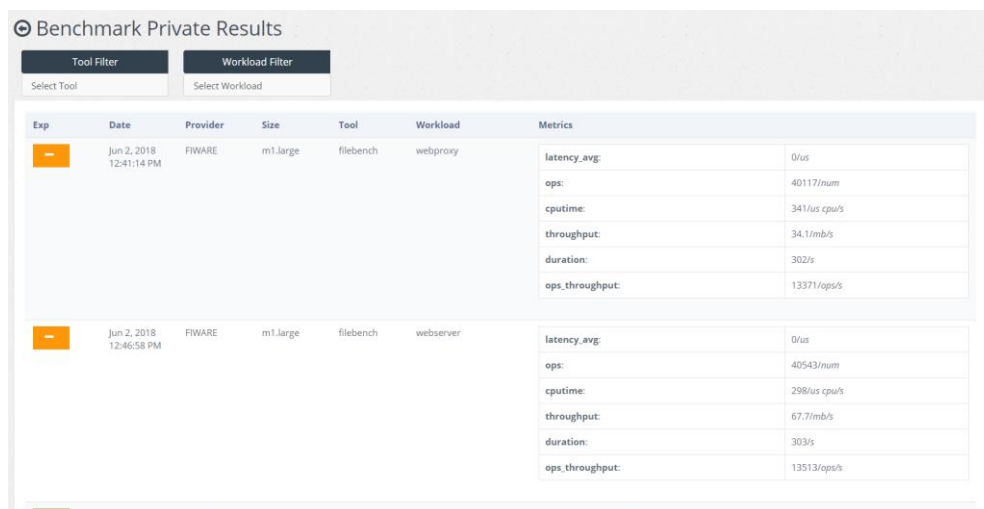 Benchmark Private Results
Tool Filter
Workload Filter
Select Tool
Select Workload
Exp Date Provider Size Tool Workload Metrics
Jun 2, 2018 FIWARE m1.large filebench webproxy
12:41:14 PM
latency_avg: 0/us
ops: 40117/num
cputime: 341/us cpu/s
throughput: 34.1/mb/s
duration: 302/s
ops_throughput: 13371/ops/s
Jun 2, 2018 FIWARE m1.large filebench webserver
12:46:58 PM
latency_avg: 0/us
ops: 40543/num
cputime: 298/us cpu/s
throughput: 67.7/mb/s
duration: 303/s
ops_throughput: 13513/ops/s